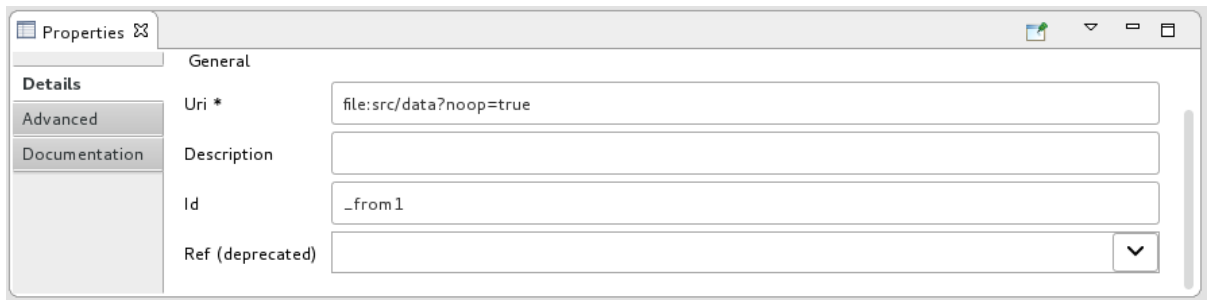 Properties
General
Details
Uri * file:src/data?noop=true
Advanced
Documentation
Description
Id _from1
Ref (deprecated)